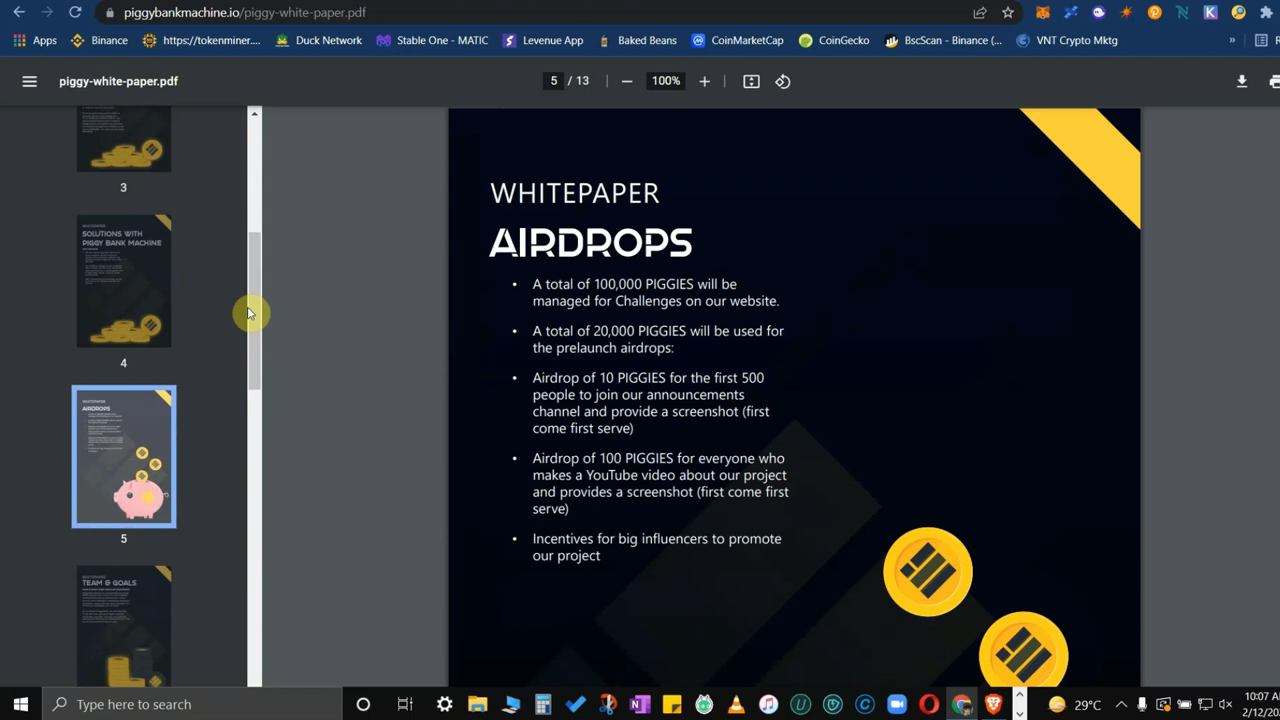 piggybankmachine.io/piggy-white-paper.pdf
Apps
Binance
https://tokenminer....
Duck Network
Stable One - MATIC
Levenue App
Baked Beans
CoinMarketCap
Coingecko
BscScan - Binance (...
VNT Crypto Mktg
»
piggy-white-paper.pdf
5 / 13
100%
3
SOLUTIONS WITH
PIGGY BANK MACHINE
4
WHITEPAPER
AIRDROPS
5
TEAM & GOALS
WHITEPAPER
AIRDROPS
• A total of 100,000 PIGGIES will be
managed for Challenges on our website.
• A total of 20,000 PIGGIES will be used for
the prelaunch airdrops:
• Airdrop of 10 PIGGIES for the first 500
people to join our announcements
channel and provide a screenshot (first
come first serve)
• Airdrop of 100 PIGGIES for everyone who
makes a YouTube video about our project
and provides a screenshot (first come first
serve)
• Incentives for big influencers to promote
our project
Type here to search
29°C
10:07 A
2/12/20